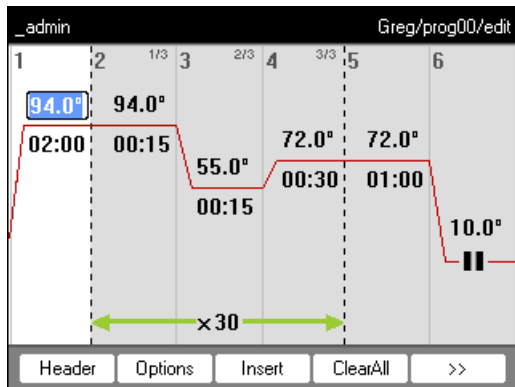 _admin Greg/prog00/edit
1 2 1/3 3 2/3 4 3/3 5 6
94.0° 94.0°
02:00 00:15
72.0° 72.0°
55.0°
00:30 01:00
00:15
10.0°
×30
Header Options Insert ClearAll >>